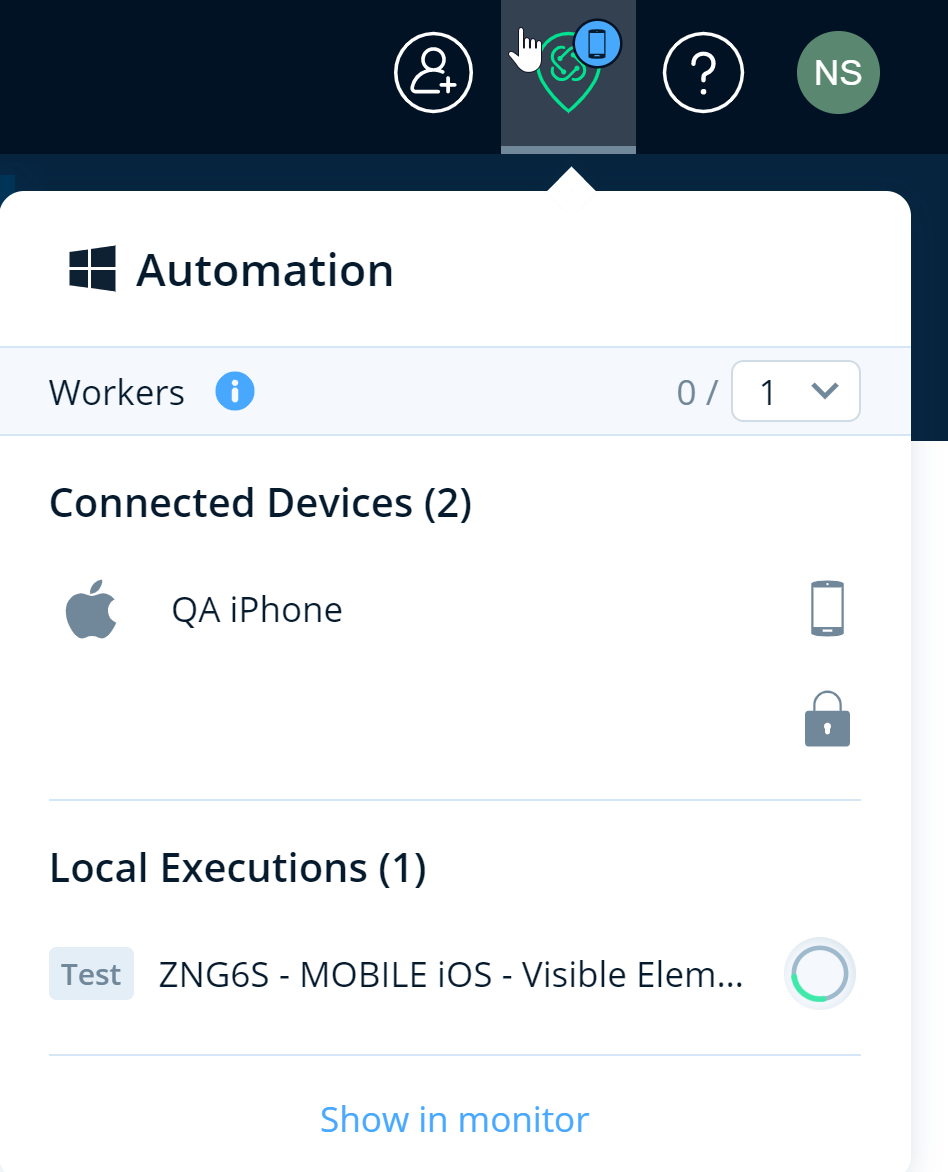 NS
Automation
Workers 0 / 1
Connected Devices (2)
QA iPhone
Local Executions (1)
Test ZNG6S - MOBILE iOS - Visible Elem...
Show in monitor